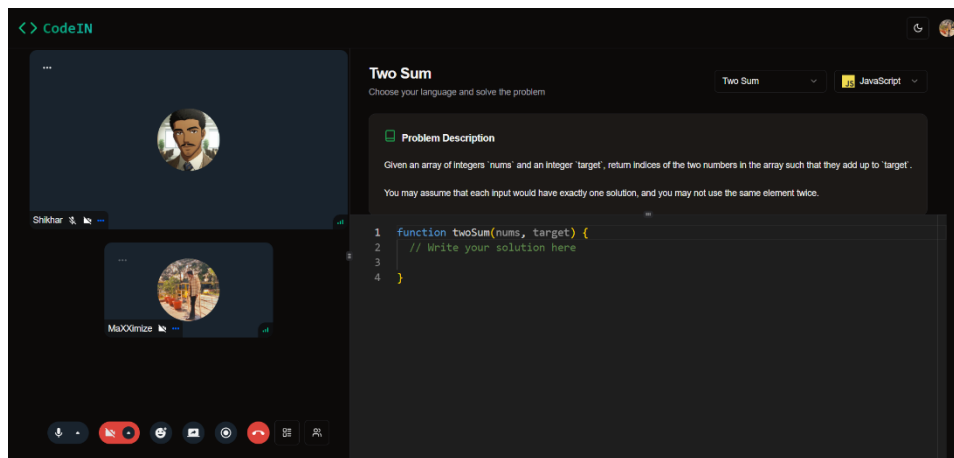 <> CodeIN
Two Sum
Choose your language and solve the problem
Two Sum
JS JavaScript
Problem Description
Given an array of integers `nums` and an integer `target`, return indices of the two numbers in the array such that they add up to `target`.
You may assume that each input would have exactly one solution, and you may not use the same element twice.
Shikhar
MaXXimize
1 function twoSum(nums, target) {
2 // Write your solution here
3
4 }